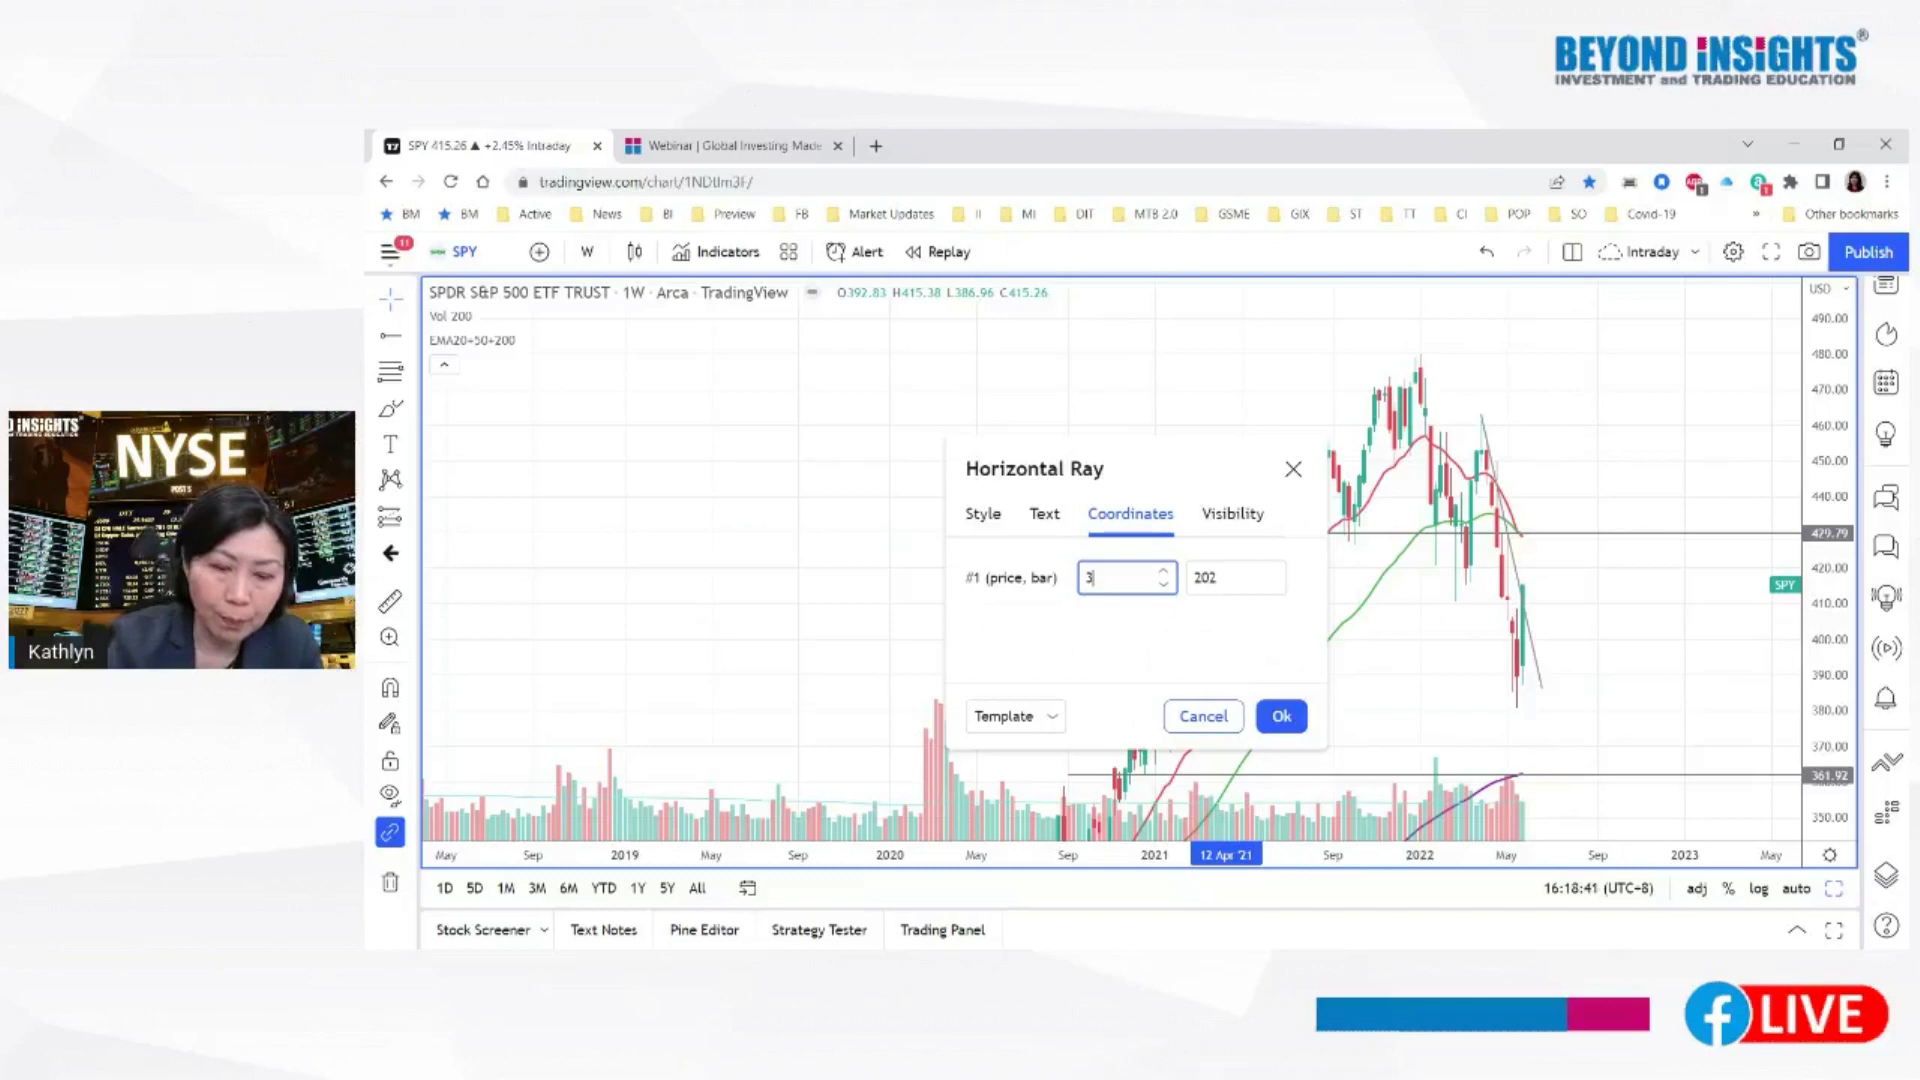 BEYOND iNSiGHTS®
INVESTMENT and TRADING EDUCATION
SPY 415.26 ▲ +2.45% Intraday
Webinar | Global Investing Made
tradingview.com/chart/1NDtIm3F/
BM BM Active News BI Preview FB Market Updates II MI DIT MTB 2.0 GSME GIX ST TT CI POP SO Covid-19 » Other bookmarks
11
SPY W Indicators Alert Replay Intraday Publish
SPDR S&P 500 ETF TRUST · 1W · Arca · TradingView O392.83 H415.38 L386.96 C415.26
USD
Vol 200
EMA20+50+200
490.00
480.00
470.00
460.00
450.00
440.00
429.79
420.00
SPY
410.00
400.00
390.00
380.00
370.00
361.92
350.00
Horizontal Ray
Style Text Coordinates Visibility
#1 (price, bar) 3 202
Template Cancel Ok
D iNSiGHTS
NYSE
POST 5
Kathlyn
May Sep 2019 May Sep 2020 May Sep 2021 12 Apr '21 Sep 2022 May Sep 2023 May
1D 5D 1M 3M 6M YTD 1Y 5Y All 16:18:41 (UTC+8) adj % log auto
Stock Screener Text Notes Pine Editor Strategy Tester Trading Panel
f LIVE